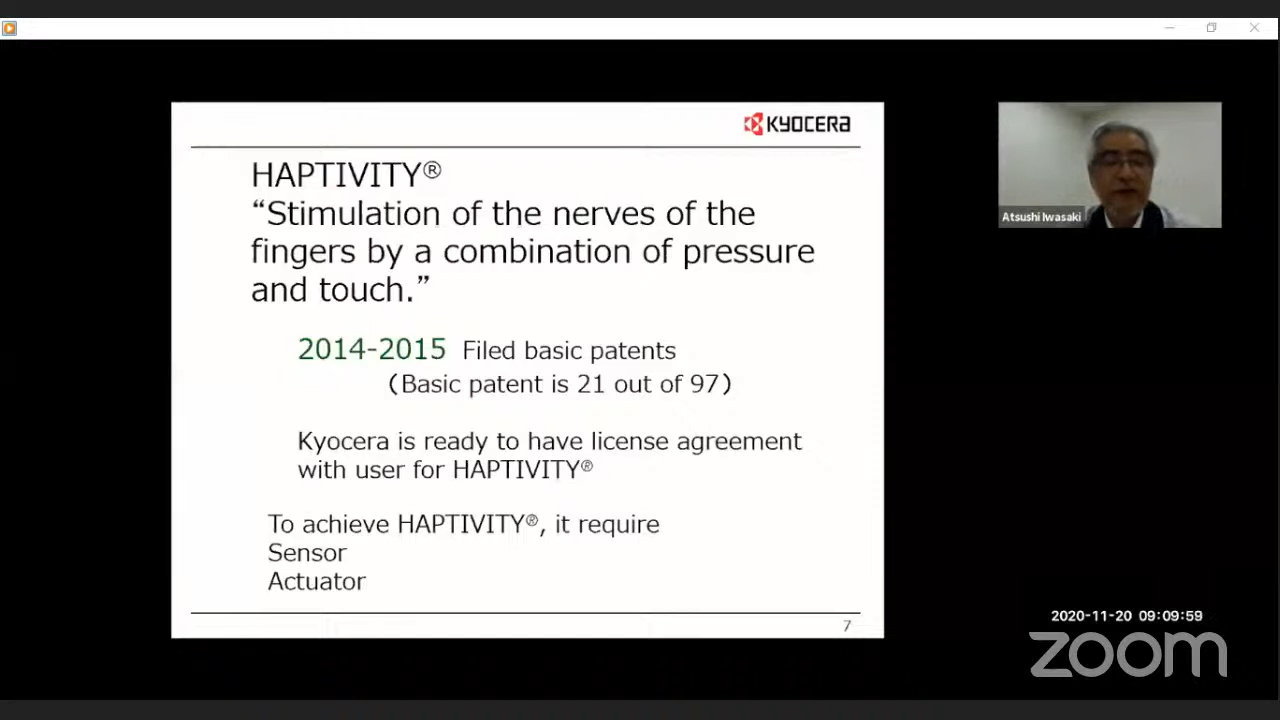 KYOCERA
HAPTIVITY®
“Stimulation of the nerves of the
fingers by a combination of pressure
and touch.”
2014-2015 Filed basic patents
(Basic patent is 21 out of 97)
Kyocera is ready to have license agreement
with user for HAPTIVITY®
To achieve HAPTIVITY®, it require
Sensor
Actuator
7
Atsushi Iwasaki
2020-11-20 09:09:59
zoom